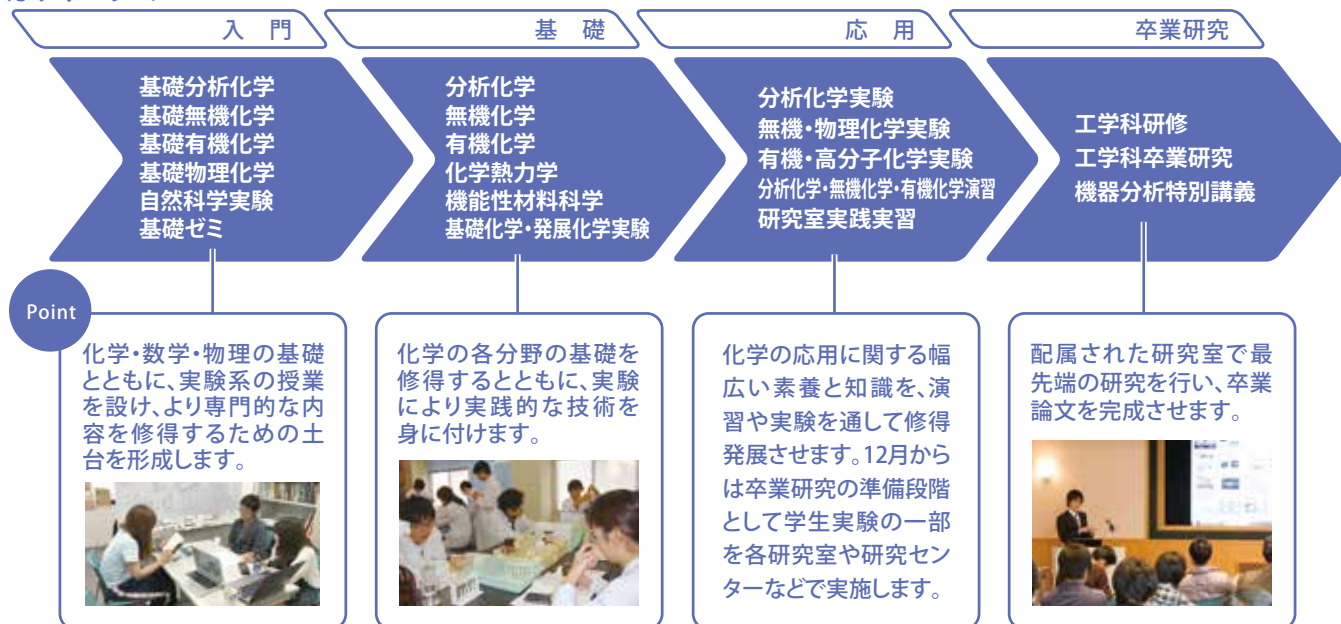 入 門
基 礎
応 用
卒業研究
基礎分析化学
基礎無機化学
基礎有機化学
基礎物理化学
自然科学実験
基礎ゼミ
分析化学
無機化学
有機化学
化学熱力学
機能性材料科学
基礎化学・発展化学実験
分析化学実験
無機・物理化学実験
有機・高分子化学実験
分析化学・無機化学・有機化学演習
研究室実践実習
工学科研修
工学科卒業研究
機器分析特別講義
Point
化学・数学・物理の基礎
とともに、実験系の授業
を設け、より専門的な内
容を修得するための土
台を形成します。
化学の各分野の基礎を
修得するとともに、実験
により実践的な技術を
身に付けます。
化学の応用に関する幅
広い素養と知識を、演
習や実験を通して修得
発展させます。12月から
は卒業研究の準備段階
として学生実験の一部
を各研究室や研究セン
ターなどで実施します。
配属された研究室で最
先端の研究を行い、卒業
論文を完成させます。